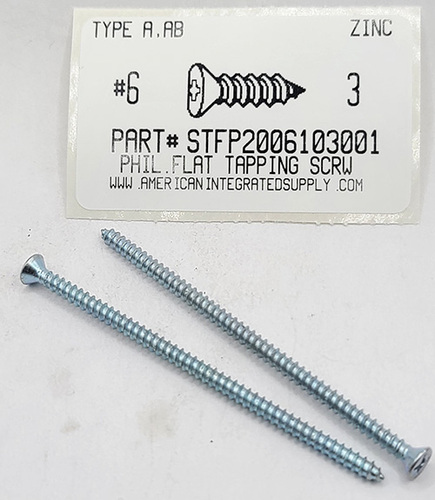 TYPE A,AB ZINC
#6 3
PART# STFP2006103001
PHIL.FLAT TAPPING SCRW
WWW.AMERICANINTEGRATEDSUPPLY.COM